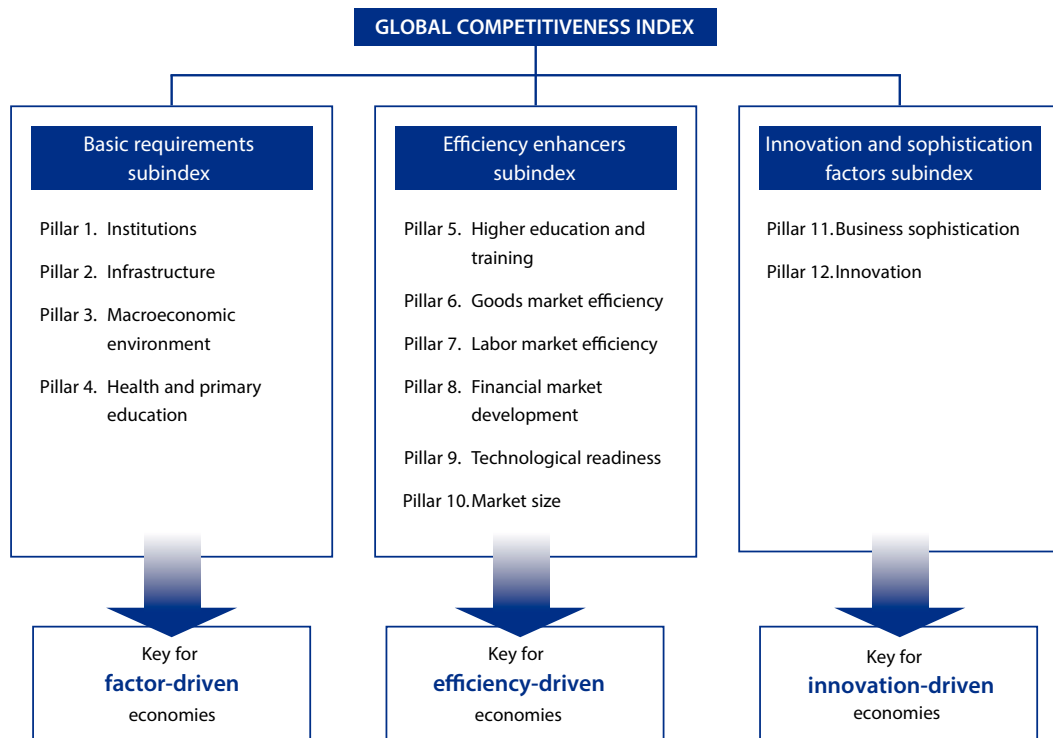 GLOBAL COMPETITIVENESS INDEX
Basic requirements
subindex
Pillar 1. Institutions
Pillar 2. Infrastructure
Pillar 3. Macroeconomic
environment
Pillar 4. Health and primary
education
Key for
factor-driven
economies
Efficiency enhancers
subindex
Pillar 5. Higher education and
training
Pillar 6. Goods market efficiency
Pillar 7. Labor market efficiency
Pillar 8. Financial market
development
Pillar 9. Technological readiness
Pillar 10. Market size
Key for
efficiency-driven
economies
Innovation and sophistication
factors subindex
Pillar 11. Business sophistication
Pillar 12. Innovation
Key for
innovation-driven
economies